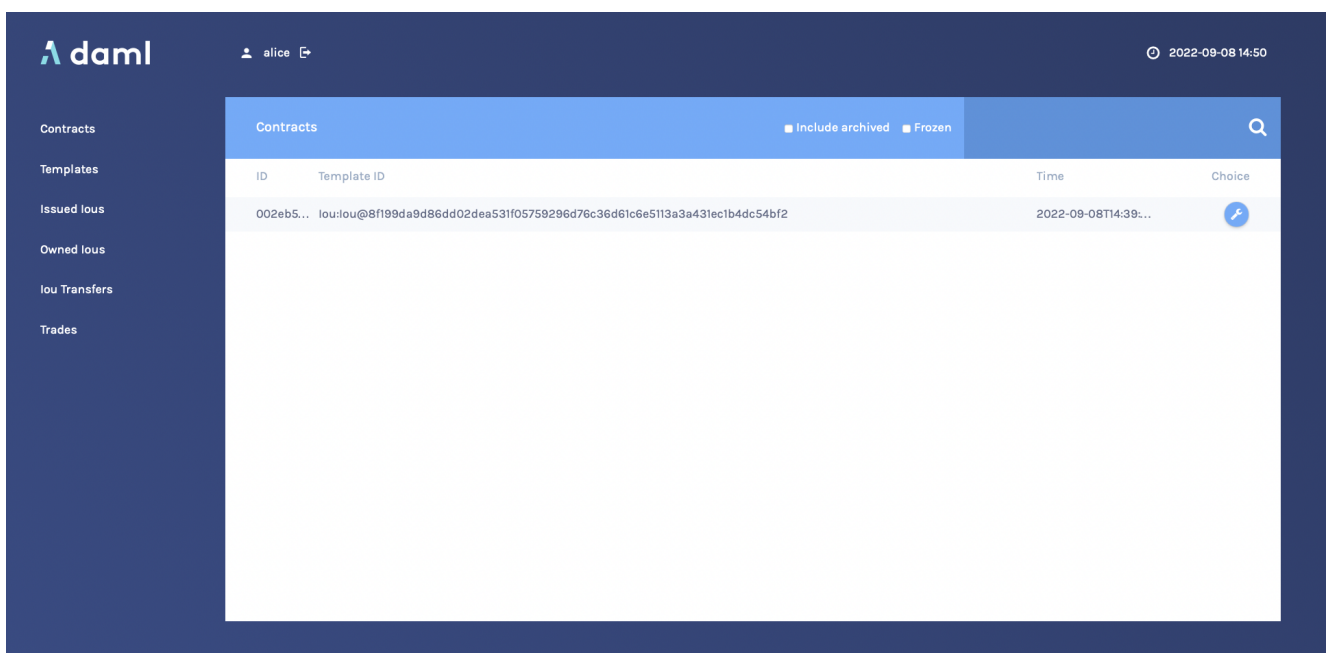 daml
alice
2022-09-08 14:50
Contracts
Templates
Issued Ious
Owned Ious
Iou Transfers
Trades
Contracts
Include archived
Frozen
ID Template ID Time Choice
002eb5... Iou:Iou@8f199da9d86dd02dea531f05759296d76c36d61c6e5113a3a431ec1b4dc54bf2 2022-09-08T14:39:...